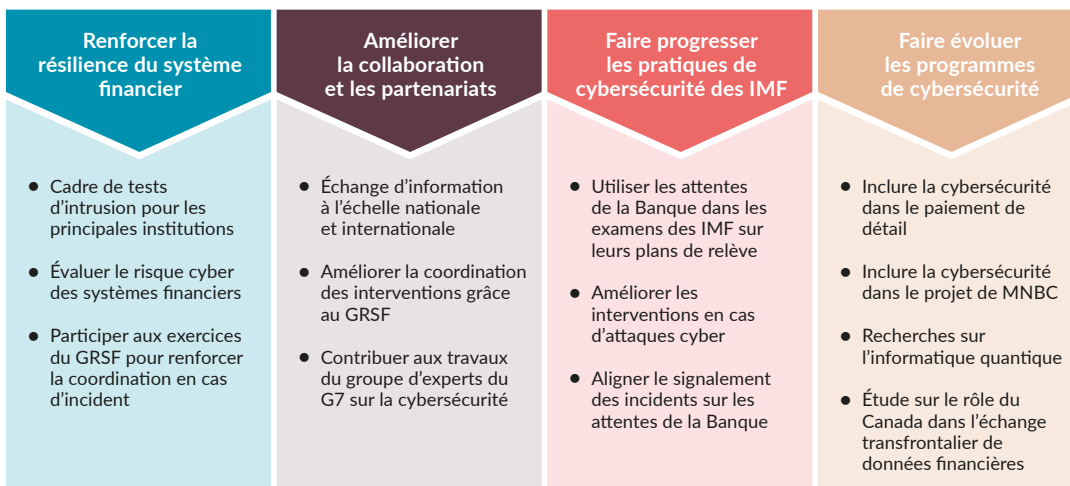 Renforcer la
résilience du système
financier
● Cadre de tests
d’intrusion pour les
principales institutions
● Évaluer le risque cyber
des systèmes financiers
● Participer aux exercices
du GRSF pour renforcer
la coordination en cas
d’incident
Améliorer
la collaboration
et les partenariats
● Échange d’information
à l’échelle nationale
et internationale
● Améliorer la coordination
des interventions grâce
au GRSF
● Contribuer aux travaux
du groupe d’experts du
G7 sur la cybersécurité
Faire progresser
les pratiques de
cybersécurité des IMF
● Utiliser les attentes
de la Banque dans les
examens des IMF sur
leurs plans de relève
● Améliorer les
interventions en cas
d’attaques cyber
● Aligner le signalement
des incidents sur les
attentes de la Banque
Faire évoluer
les programmes
de cybersécurité
● Inclure la cybersécurité
dans le paiement de
détail
● Inclure la cybersécurité
dans le projet de MNBC
● Recherches sur
l’informatique quantique
● Étude sur le rôle du
Canada dans l’échange
transfrontalier de
données financières